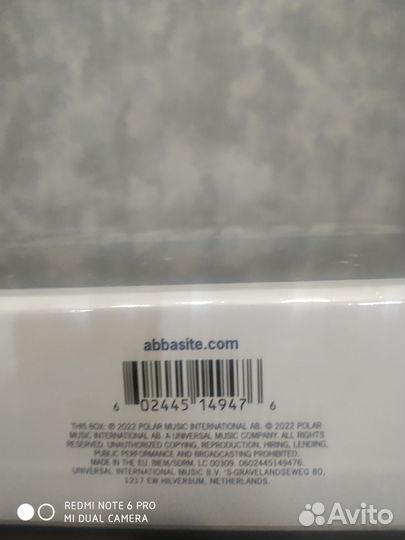 abbasite.com
6 02445 14947 6
THIS BOX: ℗ 2022 POLAR MUSIC INTERNATIONAL AB. © 2022 POLAR
MUSIC INTERNATIONAL AB. A UNIVERSAL MUSIC COMPANY. ALL RIGHTS
RESERVED. UNAUTHORIZED COPYING, REPRODUCTION, HIRING, LENDING,
PUBLIC PERFORMANCE AND BROADCASTING PROHIBITED.
MADE IN THE EU. BIEM/SDRM. LC 00309. 0602445149476.
UNIVERSAL INTERNATIONAL MUSIC B.V. 'S-GRAVELANDSEWEG 80,
1217 EW HILVERSUM, NETHERLANDS.
REDMI NOTE 6 PRO
MI DUAL CAMERA
Avito